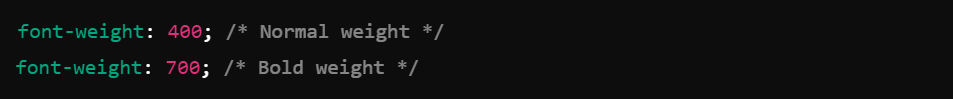 font-weight: 400; /* Normal weight */
font-weight: 700; /* Bold weight */